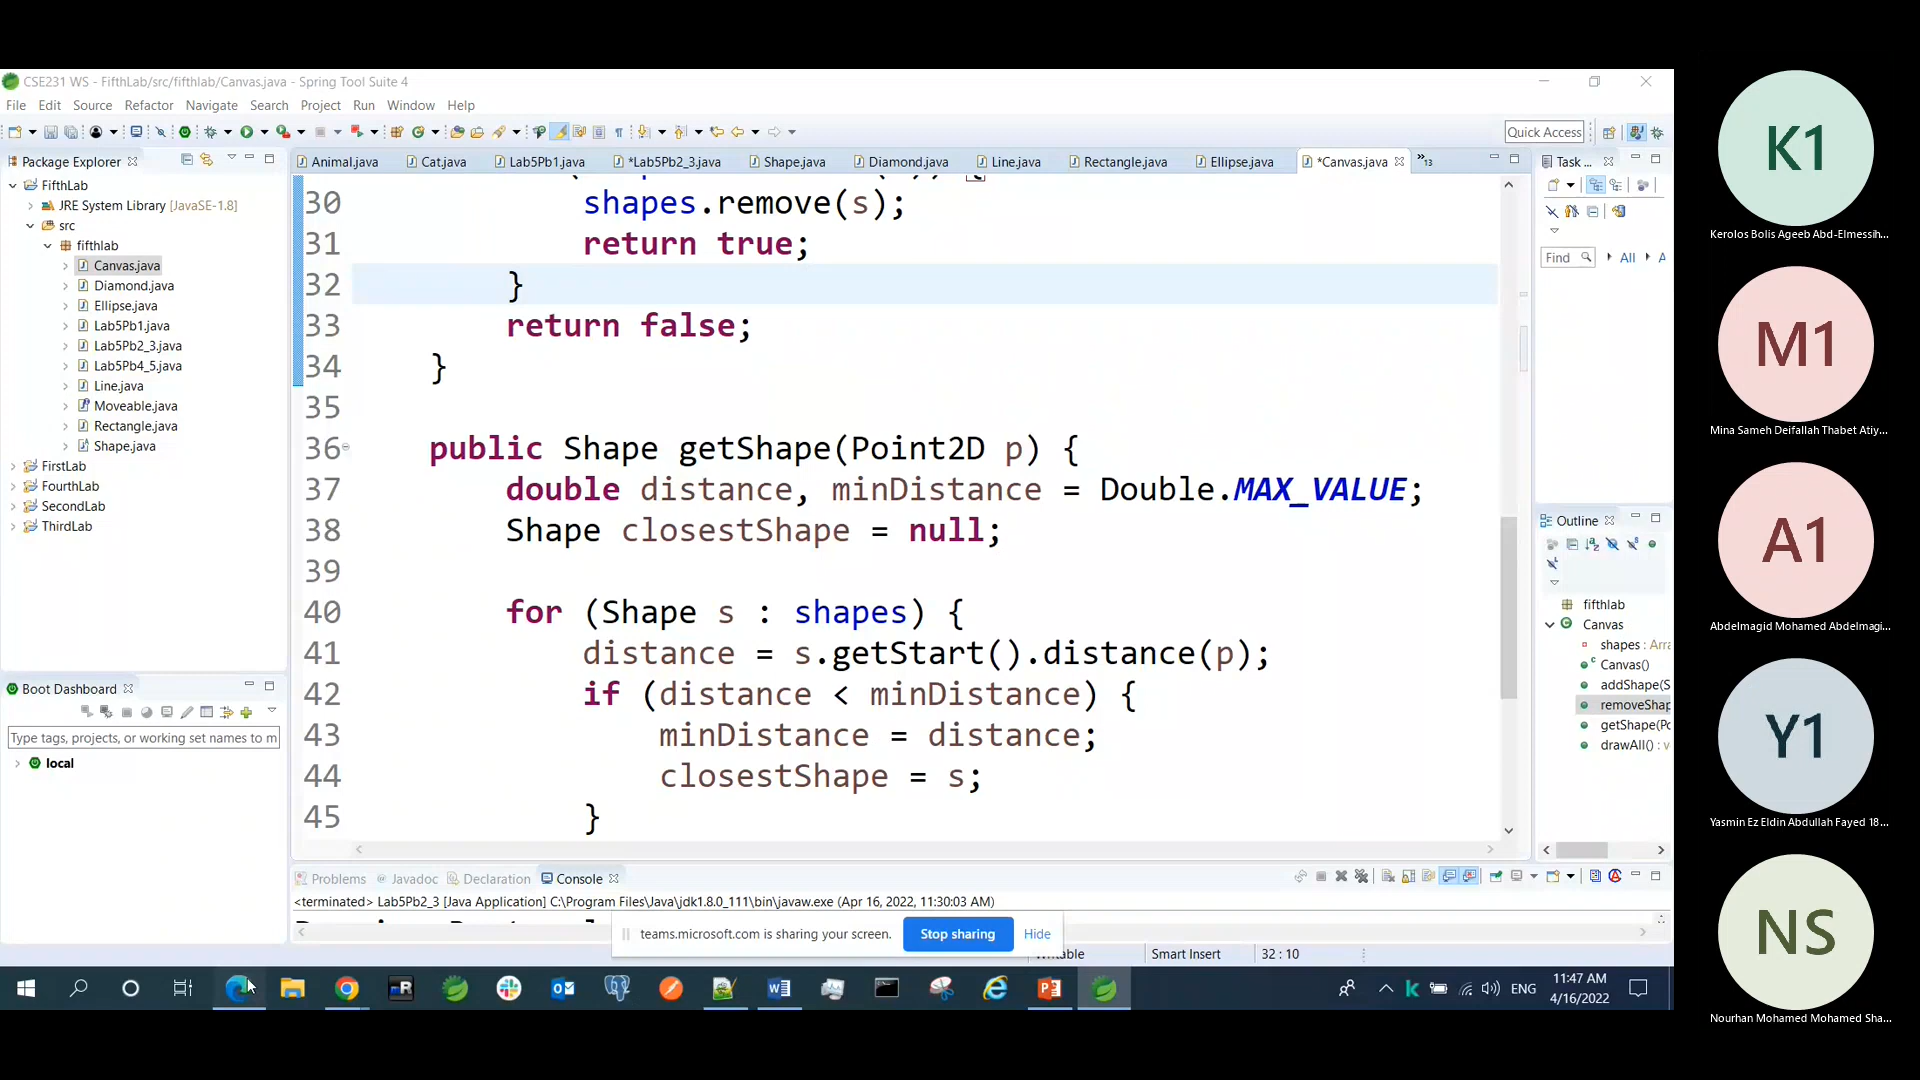 CSE231 WS - FifthLab/src/fifthlab/Canvas.java - Spring Tool Suite 4
File Edit Source Refactor Navigate Search Project Run Window Help
Quick Access
Package Explorer
FifthLab
JRE System Library [JavaSE-1.8]
src
fifthlab
Canvas.java
Diamond.java
Ellipse.java
Lab5Pb1.java
Lab5Pb2_3.java
Lab5Pb4_5.java
Line.java
Moveable.java
Rectangle.java
Shape.java
FirstLab
FourthLab
SecondLab
ThirdLab
Boot Dashboard
Type tags, projects, or working set names to m
local
Animal.java Cat.java Lab5Pb1.java *Lab5Pb2_3.java Shape.java Diamond.java Line.java Rectangle.java Ellipse.java *Canvas.java »13
30 shapes.remove(s);
31 return true;
32 }
33 return false;
34 }
35
36 public Shape getShape(Point2D p) {
37 double distance, minDistance = Double.MAX_VALUE;
38 Shape closestShape = null;
39
40 for (Shape s : shapes) {
41 distance = s.getStart().distance(p);
42 if (distance < minDistance) {
43 minDistance = distance;
44 closestShape = s;
45 }
Problems Javadoc Declaration Console
<terminated> Lab5Pb2_3 [Java Application] C:\Program Files\Java\jdk1.8.0_111\bin\javaw.exe (Apr 16, 2022, 11:30:03 AM)
teams.microsoft.com is sharing your screen. Stop sharing Hide
Smart Insert 32 : 10
Task ...
Find All A
Outline
fifthlab
Canvas
shapes : Arra
Canvas()
addShape(S
removeShap
getShape(Po
drawAll() : v
ENG
11:47 AM
4/16/2022
K1
Kerolos Bolis Ageeb Abd-Elmessih...
M1
Mina Sameh Deifallah Thabet Atiy...
A1
Abdelmagid Mohamed Abdelmagi...
Y1
Yasmin Ez Eldin Abdullah Fayed 18...
NS
Nourhan Mohamed Mohamed Sha...